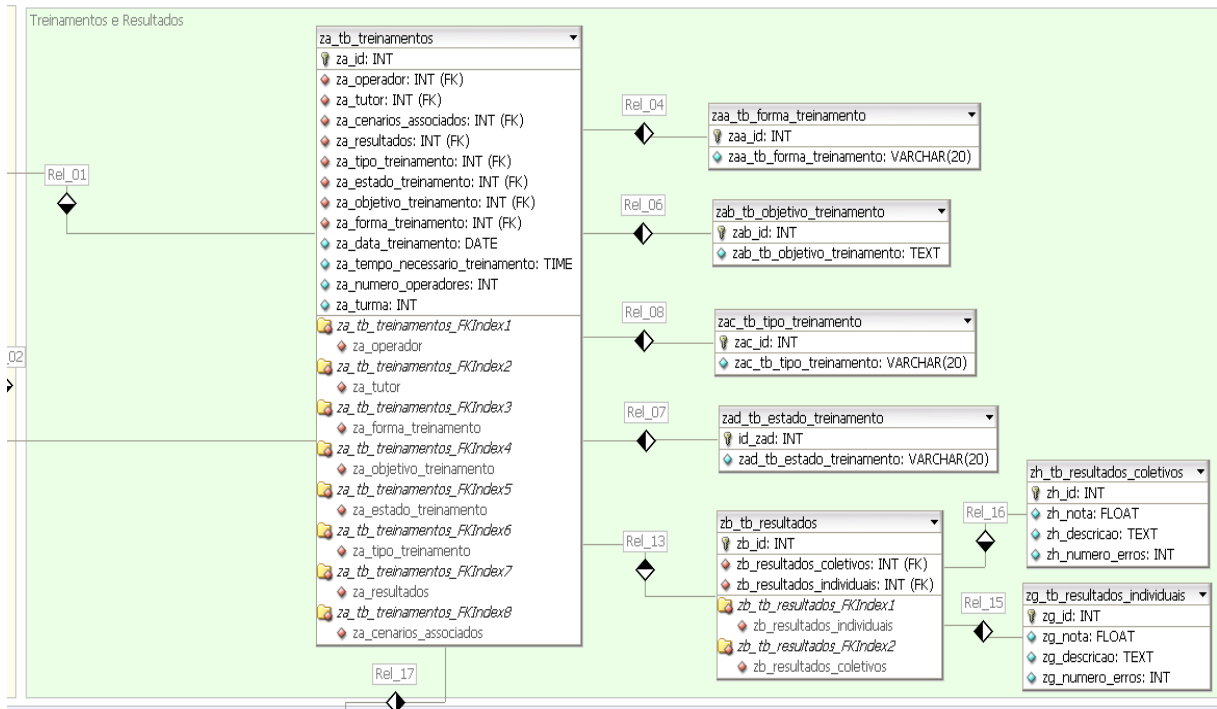 Treinamentos e Resultados
za_tb_treinamentos
za_id: INT
za_operador: INT (FK)
za_tutor: INT (FK)
za_cenarios_associados: INT (FK)
za_resultados: INT (FK)
za_tipo_treinamento: INT (FK)
za_estado_treinamento: INT (FK)
za_objetivo_treinamento: INT (FK)
za_forma_treinamento: INT (FK)
za_data_treinamento: DATE
za_tempo_necessario_treinamento: TIME
za_numero_operadores: INT
za_turma: INT
za_tb_treinamentos_FKIndex1
za_operador
za_tb_treinamentos_FKIndex2
za_tutor
za_tb_treinamentos_FKIndex3
za_forma_treinamento
za_tb_treinamentos_FKIndex4
za_objetivo_treinamento
za_tb_treinamentos_FKIndex5
za_estado_treinamento
za_tb_treinamentos_FKIndex6
za_tipo_treinamento
za_tb_treinamentos_FKIndex7
za_resultados
za_tb_treinamentos_FKIndex8
za_cenarios_associados
Rel_01
_02
Rel_17
Rel_04
zaa_tb_forma_treinamento
zaa_id: INT
zaa_tb_forma_treinamento: VARCHAR(20)
Rel_06
zab_tb_objetivo_treinamento
zab_id: INT
zab_tb_objetivo_treinamento: TEXT
Rel_08
zac_tb_tipo_treinamento
zac_id: INT
zac_tb_tipo_treinamento: VARCHAR(20)
Rel_07
zad_tb_estado_treinamento
id_zad: INT
zad_tb_estado_treinamento: VARCHAR(20)
Rel_13
zb_tb_resultados
zb_id: INT
zb_resultados_coletivos: INT (FK)
zb_resultados_individuais: INT (FK)
zb_tb_resultados_FKIndex1
zb_resultados_individuais
zb_tb_resultados_FKIndex2
zb_resultados_coletivos
Rel_16
zh_tb_resultados_coletivos
zh_id: INT
zh_nota: FLOAT
zh_descricao: TEXT
zh_numero_erros: INT
Rel_15
zg_tb_resultados_individuais
zg_id: INT
zg_nota: FLOAT
zg_descricao: TEXT
zg_numero_erros: INT